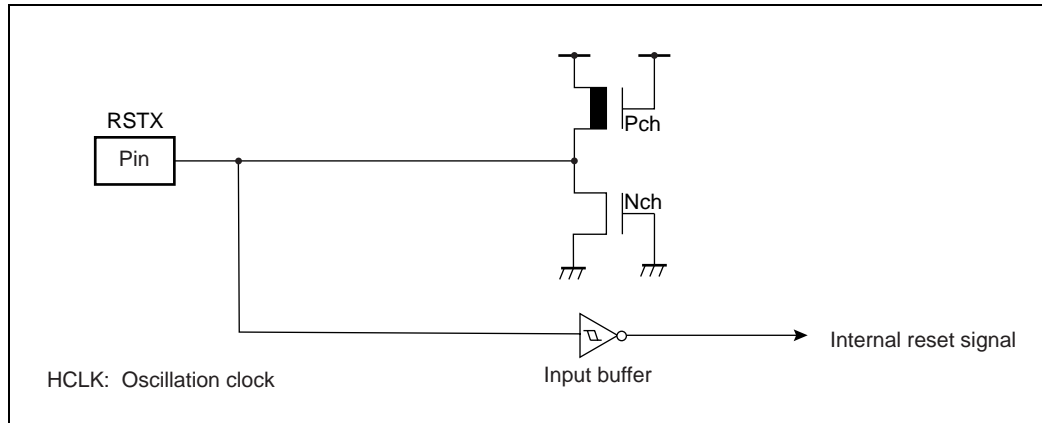 RSTX
Pin
Pch
Nch
Internal reset signal
Input buffer
HCLK: Oscillation clock